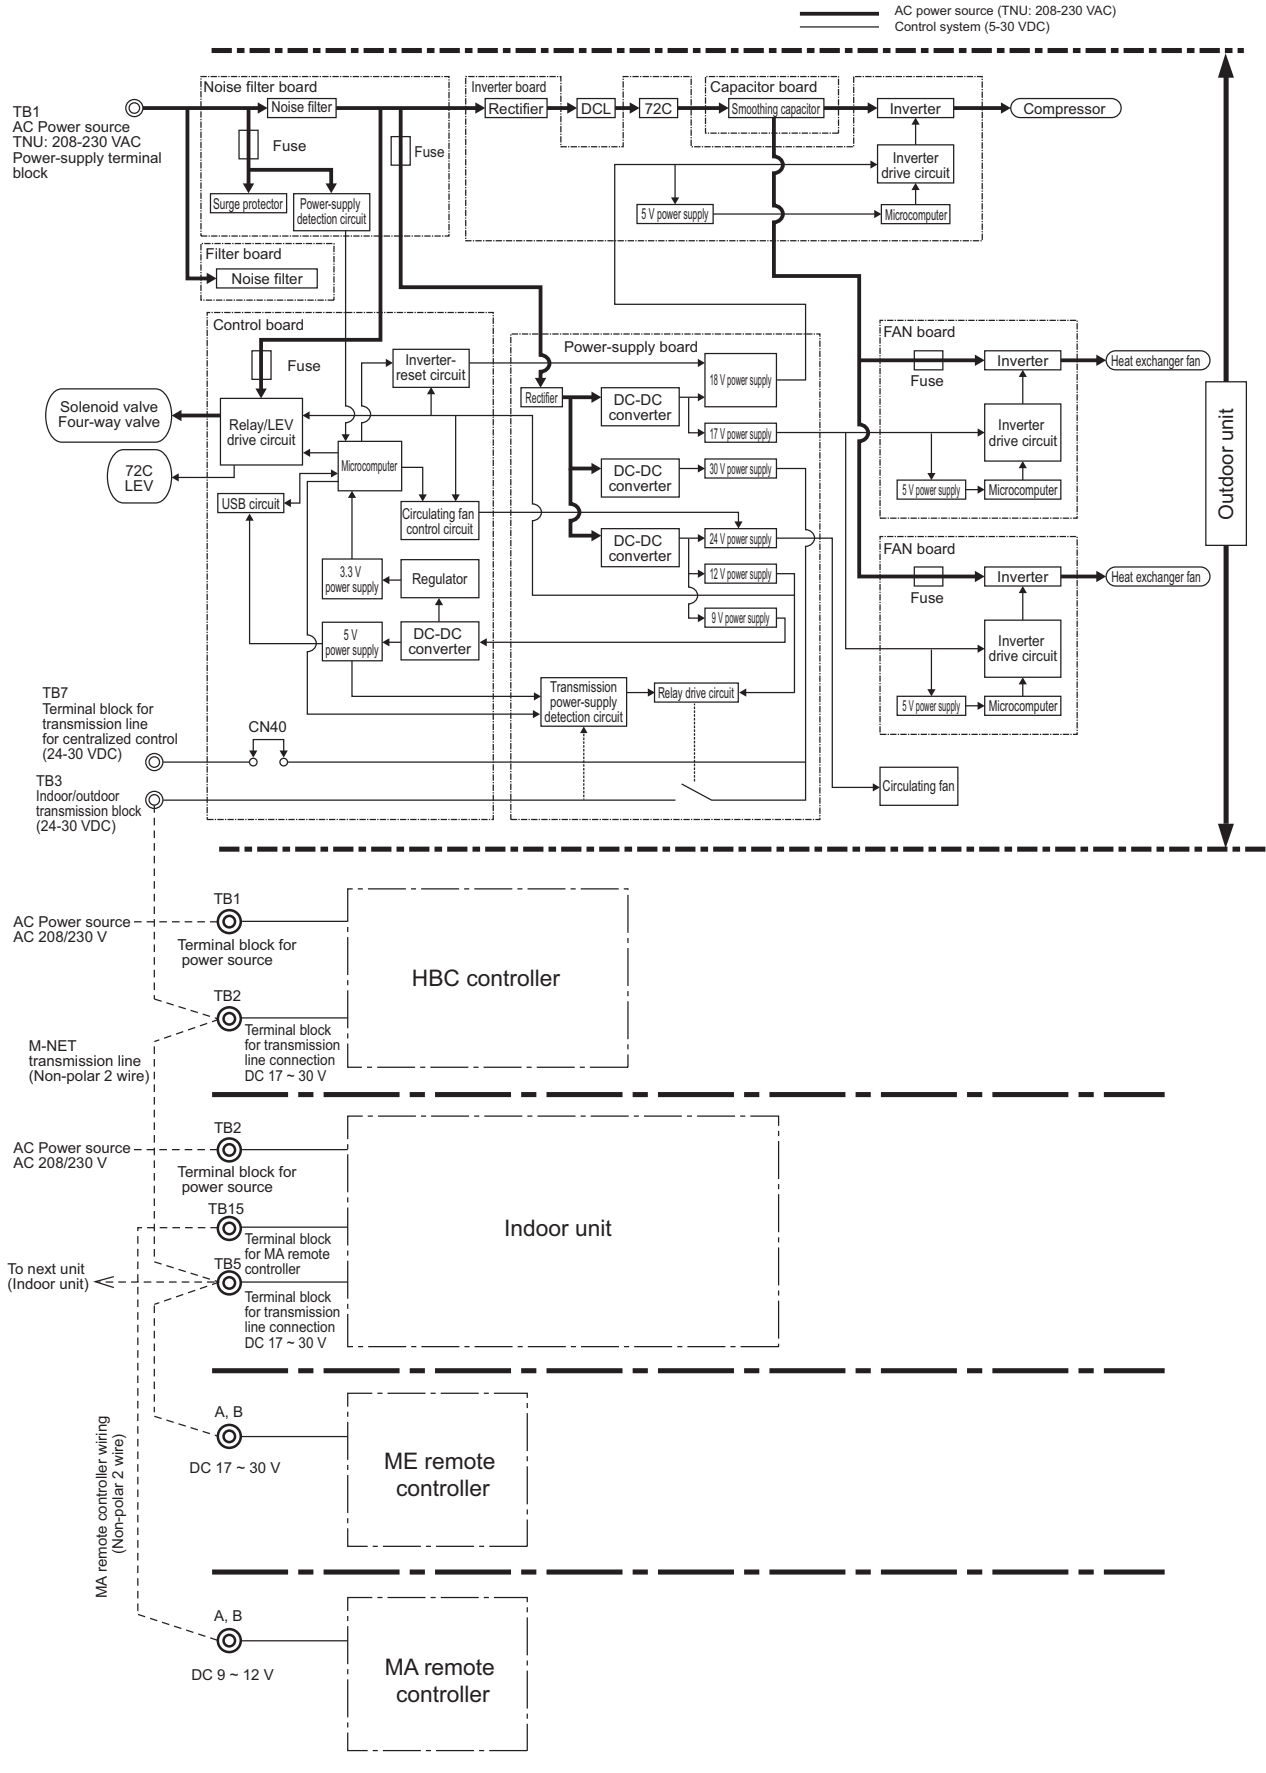 AC power source (TNU: 208-230 VAC)
Control system (5-30 VDC)
TB1
AC Power source
TNU: 208-230 VAC
Power-supply terminal
block
Noise filter board
Noise filter
Fuse
Surge protector
Power-supply
detection circuit
Fuse
Inverter board
Rectifier
DCL
72C
Capacitor board
Smoothing capacitor
Inverter
Compressor
Inverter
drive circuit
5 V power supply
Microcomputer
Filter board
Noise filter
Control board
Fuse
Inverter-
reset circuit
Solenoid valve
Four-way valve
Relay/LEV
drive circuit
72C
LEV
Microcomputer
USB circuit
Circulating fan
control circuit
3.3 V
power supply
Regulator
5 V
power supply
DC-DC
converter
Power-supply board
Rectifier
DC-DC
converter
18 V power supply
17 V power supply
DC-DC
converter
30 V power supply
DC-DC
converter
24 V power supply
12 V power supply
9 V power supply
Transmission
power-supply
detection circuit
Relay drive circuit
FAN board
Fuse
Inverter
Heat exchanger fan
Inverter
drive circuit
5 V power supply
Microcomputer
FAN board
Fuse
Inverter
Heat exchanger fan
Inverter
drive circuit
5 V power supply
Microcomputer
Circulating fan
Outdoor unit
TB7
Terminal block for
transmission line
for centralized control
(24-30 VDC)
CN40
TB3
Indoor/outdoor
transmission block
(24-30 VDC)
TB1
AC Power source
AC 208/230 V
Terminal block for
power source
HBC controller
TB2
Terminal block
for transmission
line connection
DC 17 ~ 30 V
M-NET
transmission line
(Non-polar 2 wire)
TB2
AC Power source
AC 208/230 V
Terminal block for
power source
TB15
Terminal block
for MA remote
controller
Indoor unit
To next unit
(Indoor unit)
TB5
Terminal block
for transmission
line connection
DC 17 ~ 30 V
A, B
DC 17 ~ 30 V
ME remote
controller
MA remote controller wiring
(Non-polar 2 wire)
A, B
DC 9 ~ 12 V
MA remote
controller